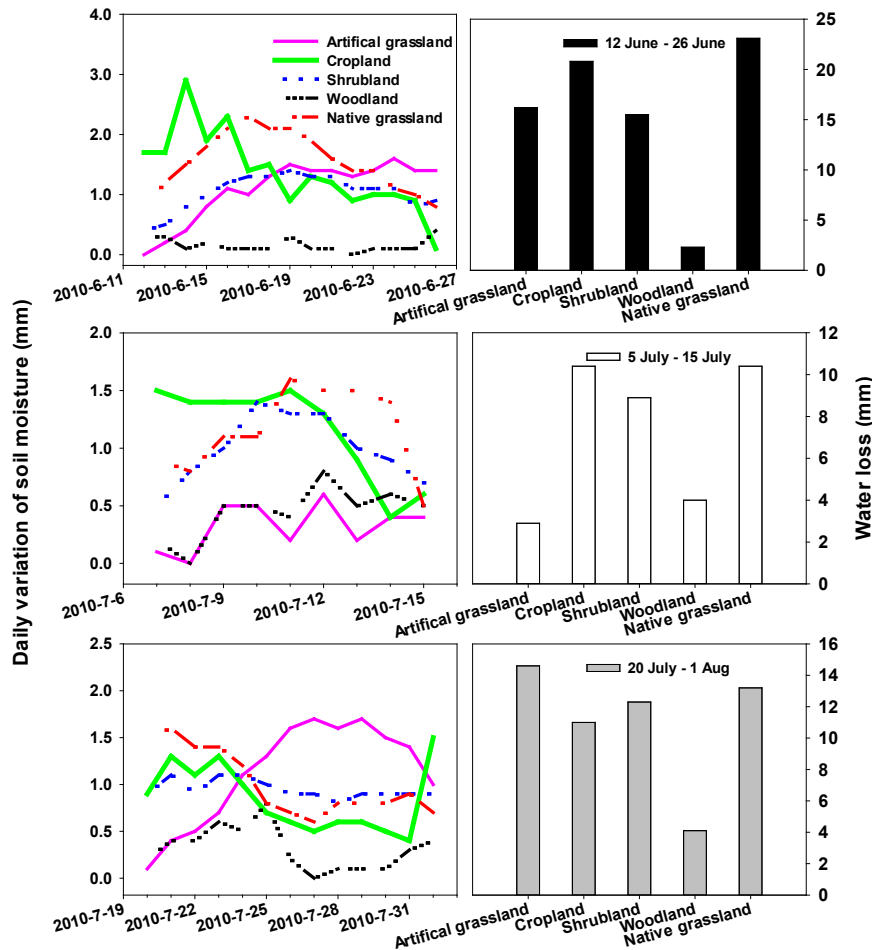 Daily variation of soil moisture (mm)
4.0
3.0
2.0
1.0
0.0
Artifical grassland
Cropland
Shrubland
Woodland
Native grassland
2010-6-11
2010-6-15
2010-6-19
2010-6-23
2010-6-27
12 June - 26 June
25
20
15
10
5
0
Artifical grassland
Cropland
Shrubland
Woodland
Native grassland
2.0
1.5
1.0
0.5
0.0
2010-7-6
2010-7-9
2010-7-12
2010-7-15
5 July - 15 July
12
10
8
6
4
2
0
Artifical grassland
Cropland
Shrubland
Woodland
Native grassland
Water loss (mm)
2.5
2.0
1.5
1.0
0.5
0.0
2010-7-19
2010-7-22
2010-7-25
2010-7-28
2010-7-31
20 July - 1 Aug
16
14
12
10
8
6
4
2
0
Artifical grassland
Cropland
Shrubland
Woodland
Native grassland